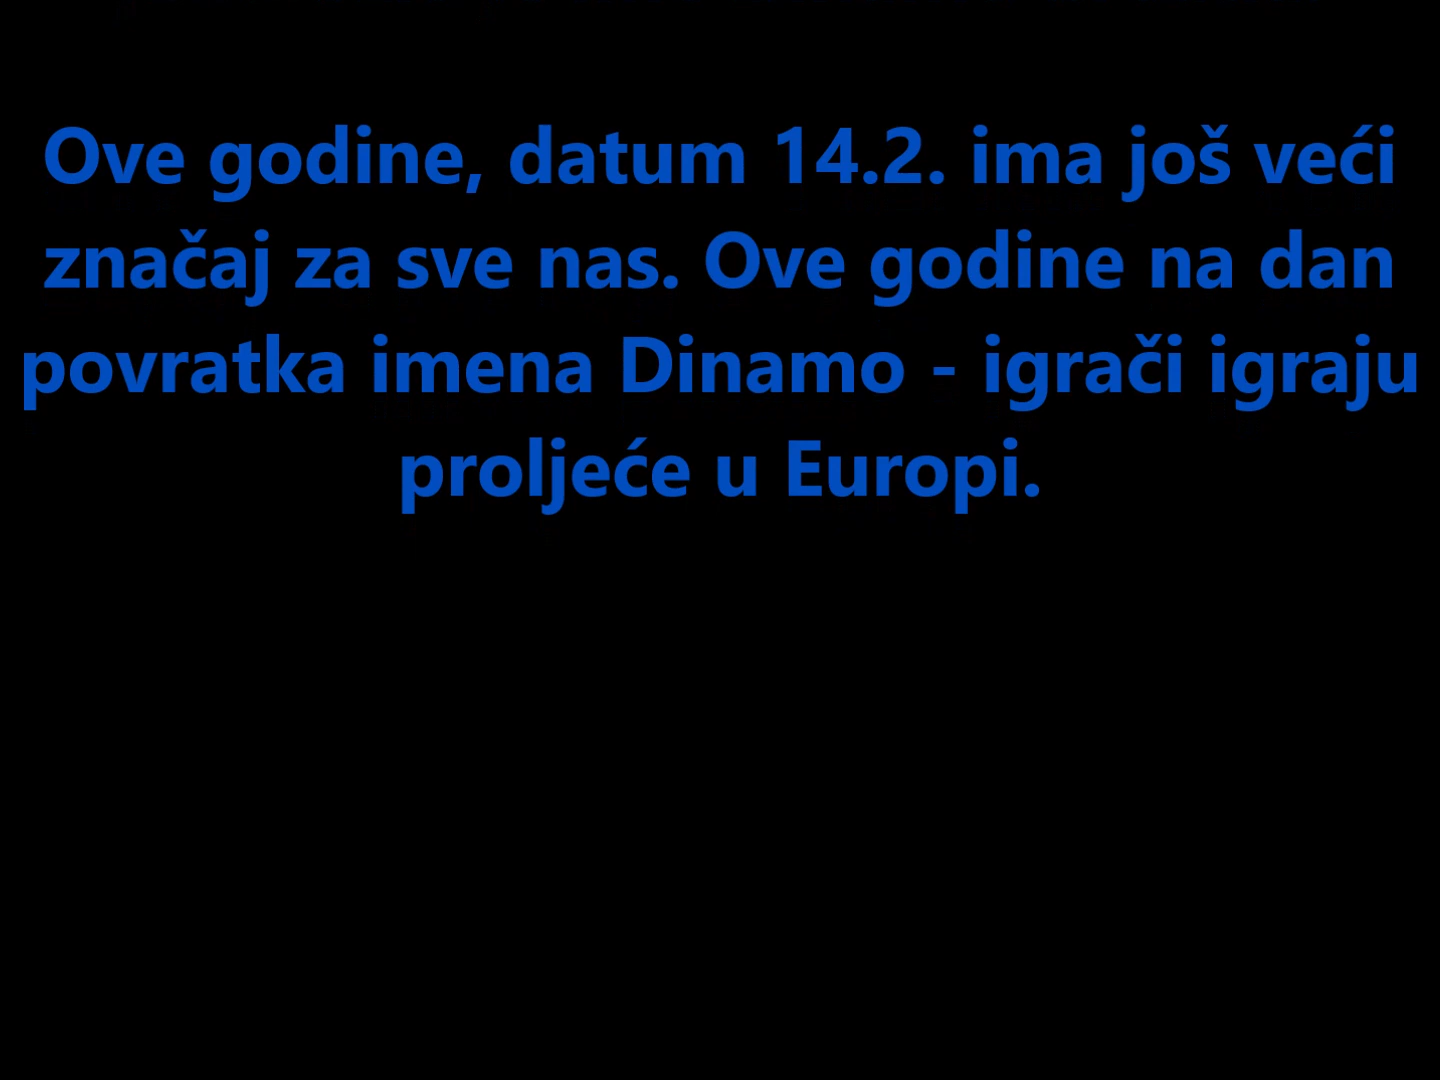 Ove godine, datum 14.2. ima još veći
značaj za sve nas. Ove godine na dan
povratka imena Dinamo - igrači igraju
proljeće u Europi.